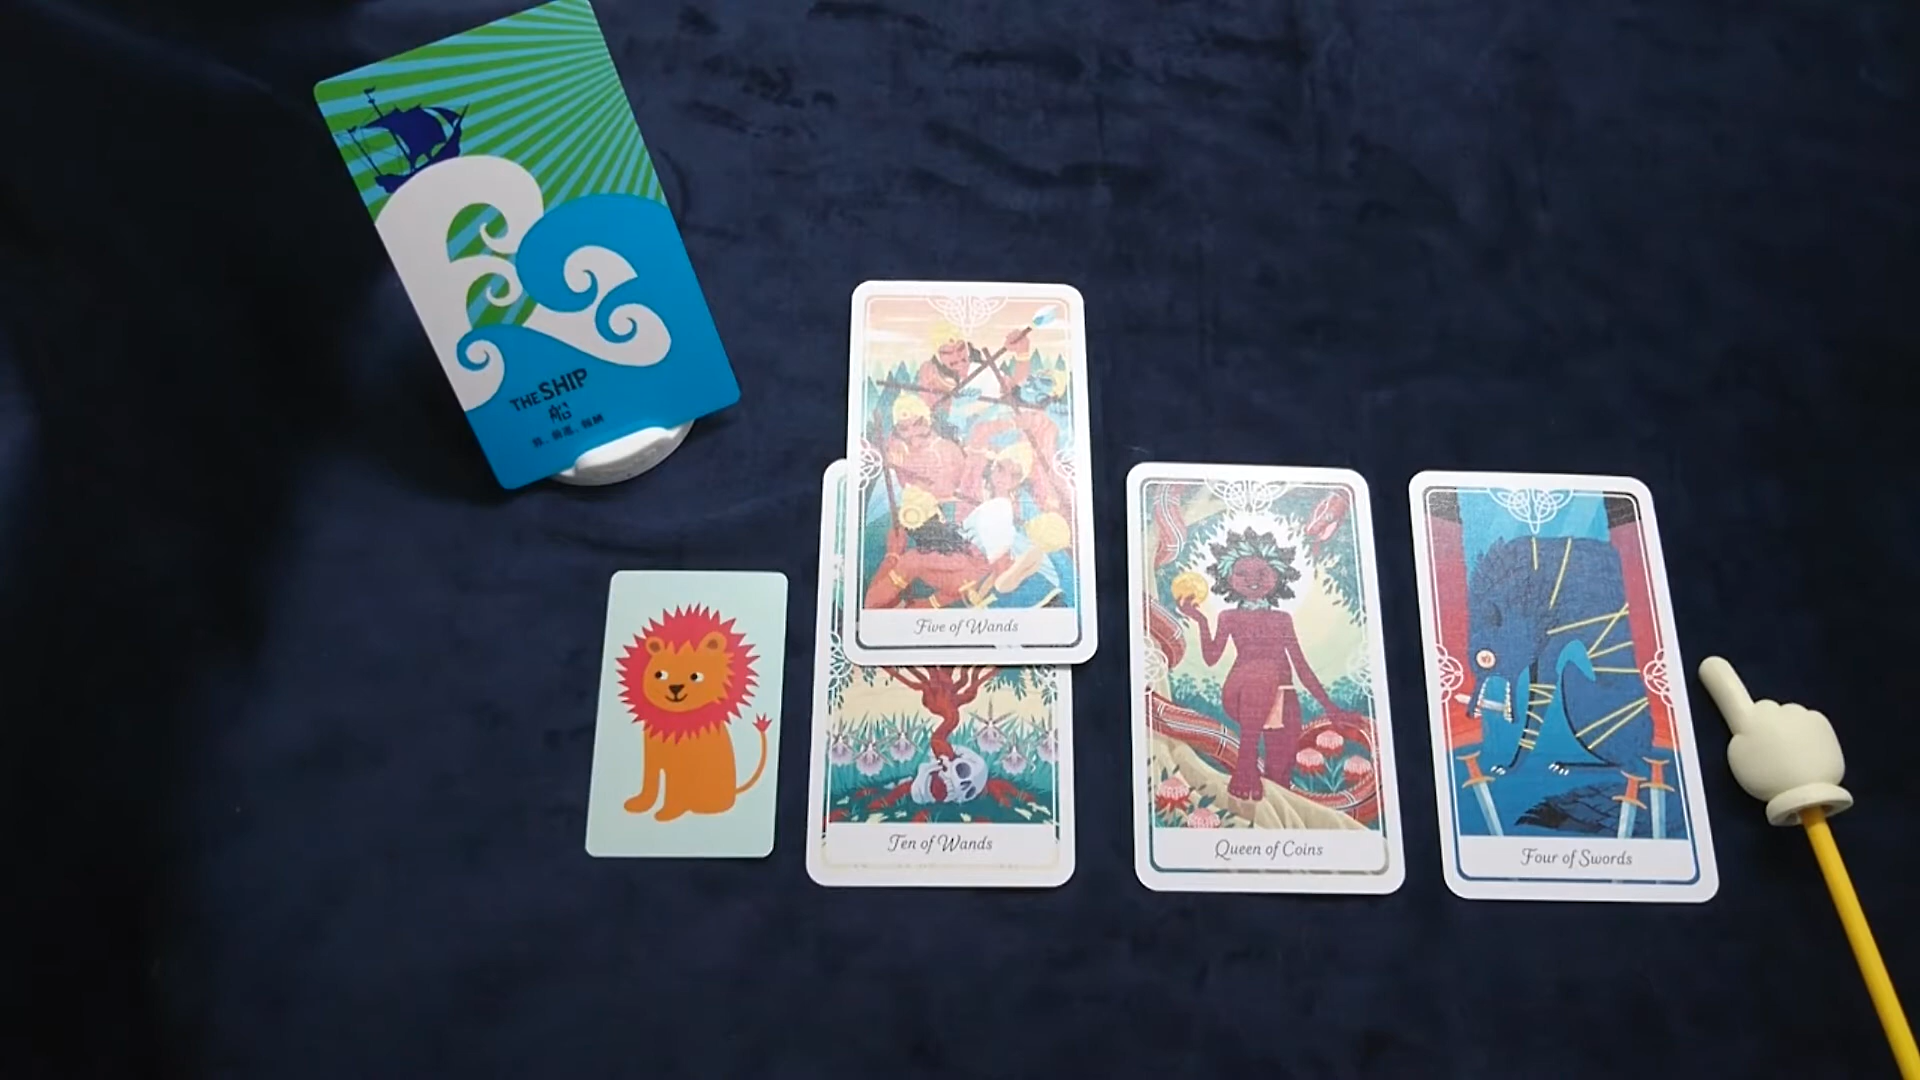 THE SHIP
船
Five of Wands
Ten of Wands
Queen of Coins
Four of Swords